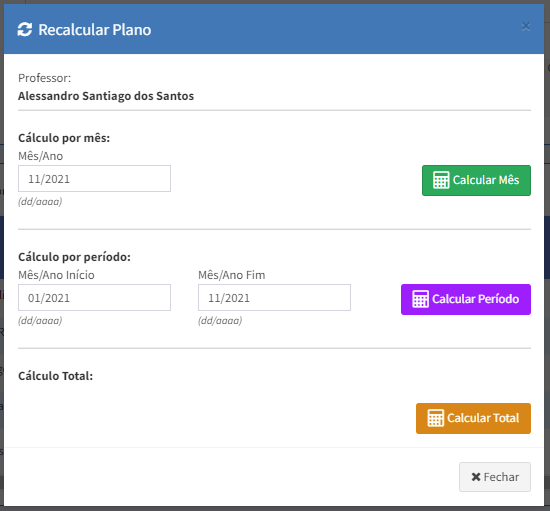 Recalcular Plano
×
Professor:
Alessandro Santiago dos Santos
Cálculo por mês:
Mês/Ano
11/2021
Calcular Mês
(dd/aaaa)
Cálculo por período:
Mês/Ano Início
Mês/Ano Fim
01/2021
11/2021
Calcular Período
(dd/aaaa)
(dd/aaaa)
Cálculo Total:
Calcular Total
Fechar